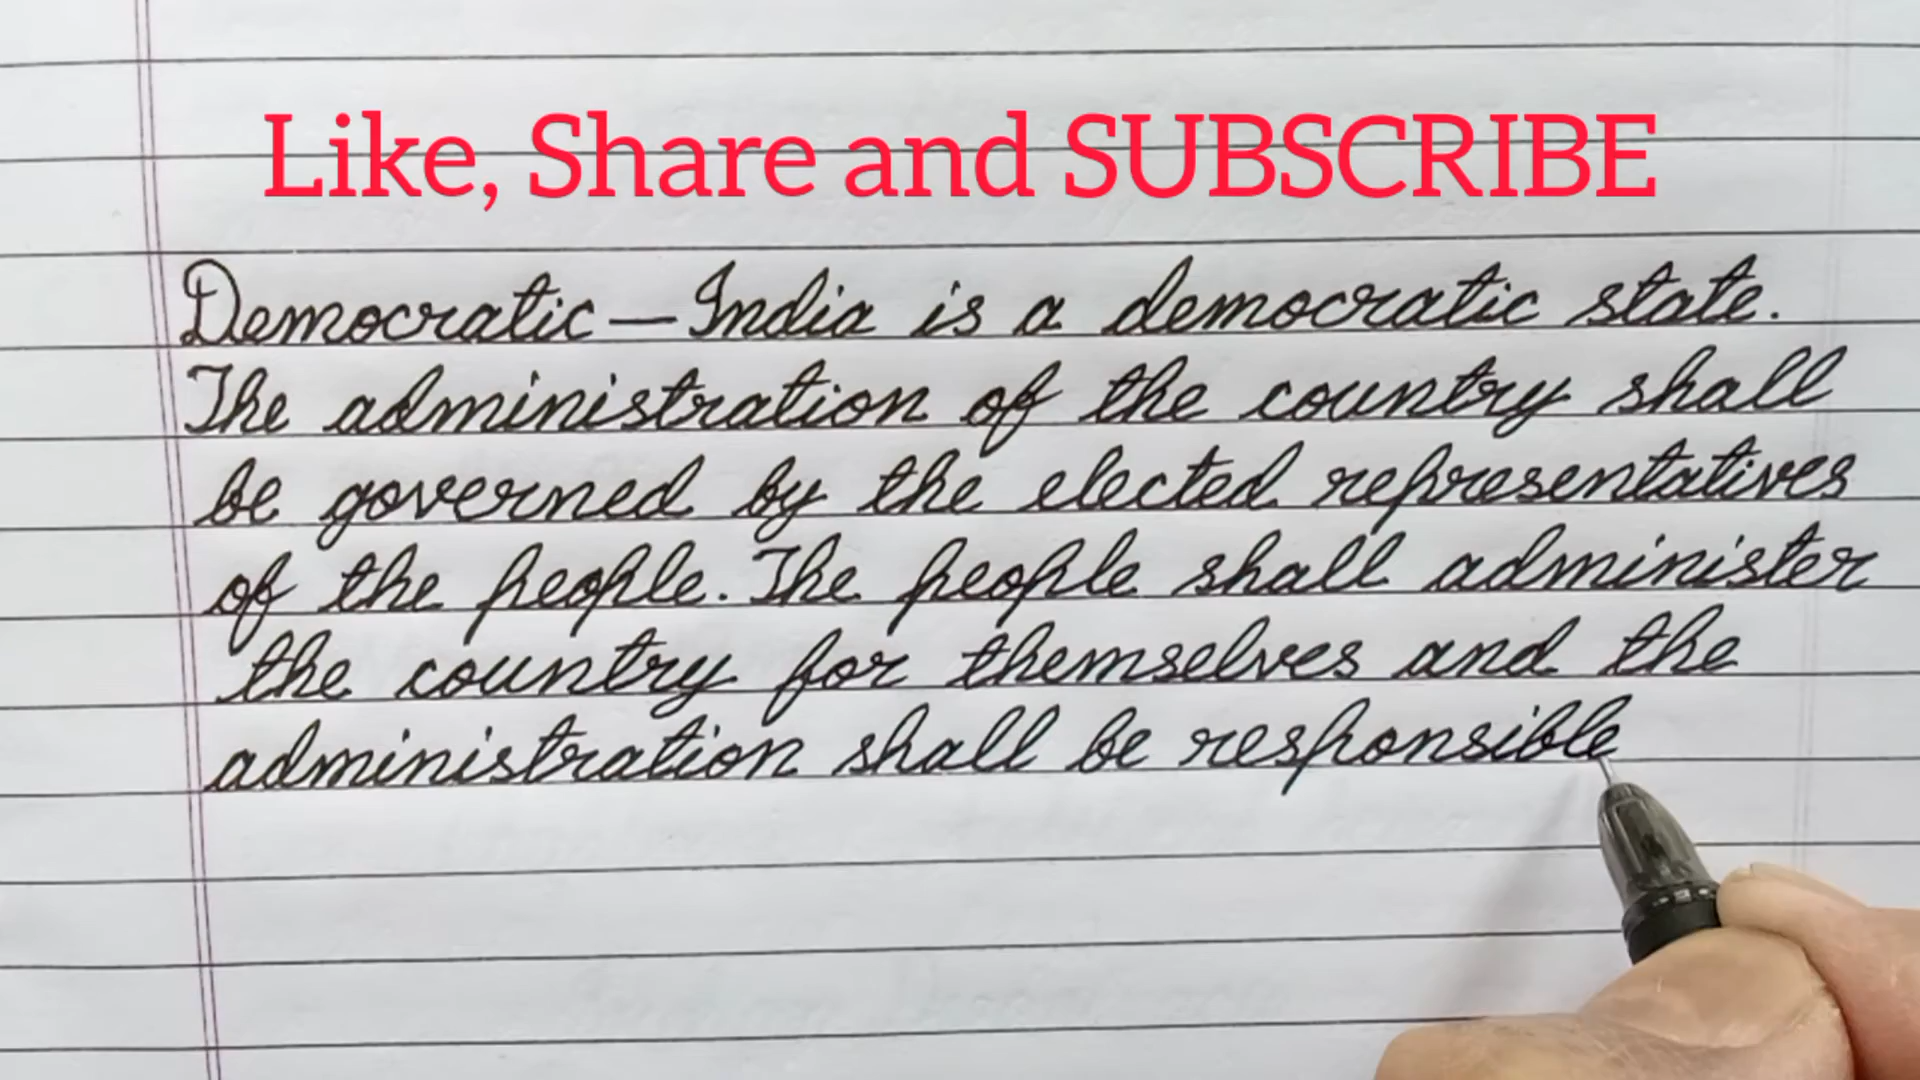 Like, Share and SUBSCRIBE
Democratic — India is a democratic state.
The administration of the country shall
be governed by the elected representatives
of the people. The people shall administer
the country for themselves and the
administration shall be responsible